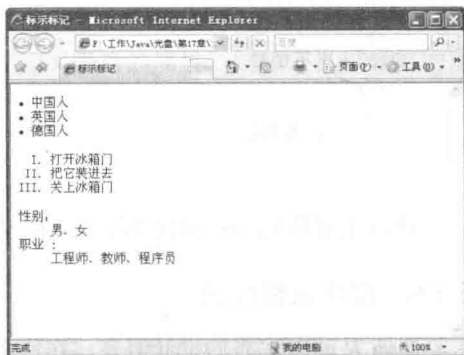 标示标记 - Microsoft Internet Explorer
F:\工作\Java\光盘\第17章\
百度
标示标记 页面(P) 工具(O) »
• 中国人
• 英国人
• 德国人
I. 打开冰箱门
II. 把它装进去
III. 关上冰箱门
性别:
男、女
职业 :
工程师、教师、程序员
完成 我的电脑 100%